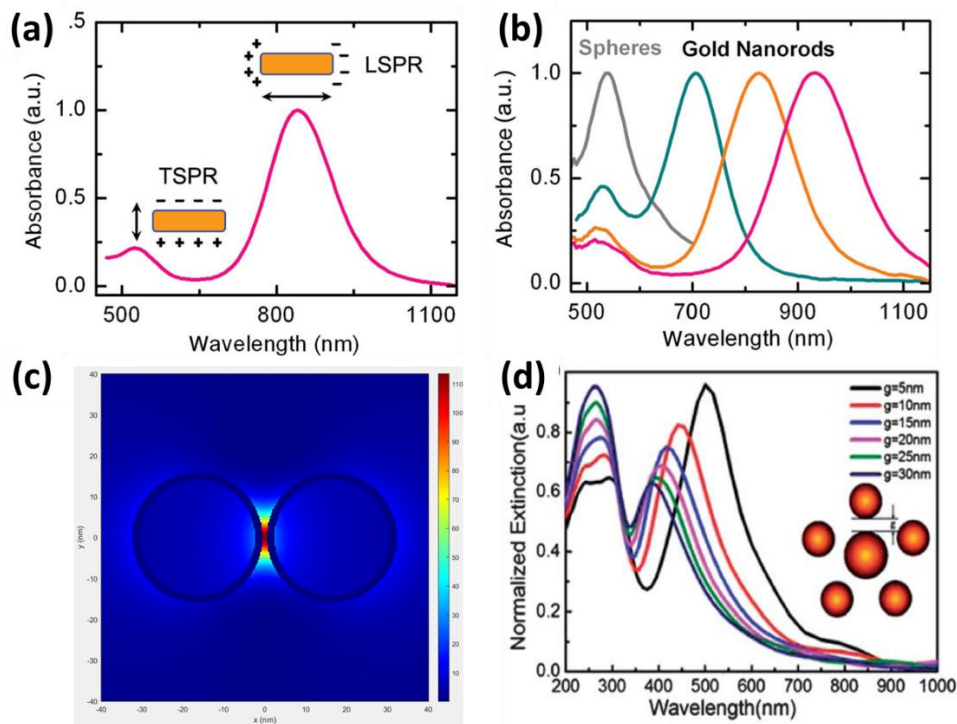 (a)
.5
1.0
0.5
0.0
Absorbance (a.u.)
+ + + + + − − − − −
LSPR
TSPR
− − − −
+ + + +
500 800 1100
Wavelength (nm)
(b)
Spheres Gold Nanorods
1.0
0.5
0.0
Absorbance (a.u.)
500 700 900 1100
Wavelength (nm)
(c)
40
30
20
10
0
-10
-20
-30
-40
y (nm)
-40 -30 -20 -10 0 10 20 30 40
x (nm)
110
100
90
80
70
60
50
40
30
20
10
(d)
0.8
0.6
0.4
0.2
0.0
Normalized Extinction(a.u
g=5nm
g=10nm
g=15nm
g=20nm
g=25nm
g=30nm
200 300 400 500 600 700 800 900 1000
Wavelength(nm)